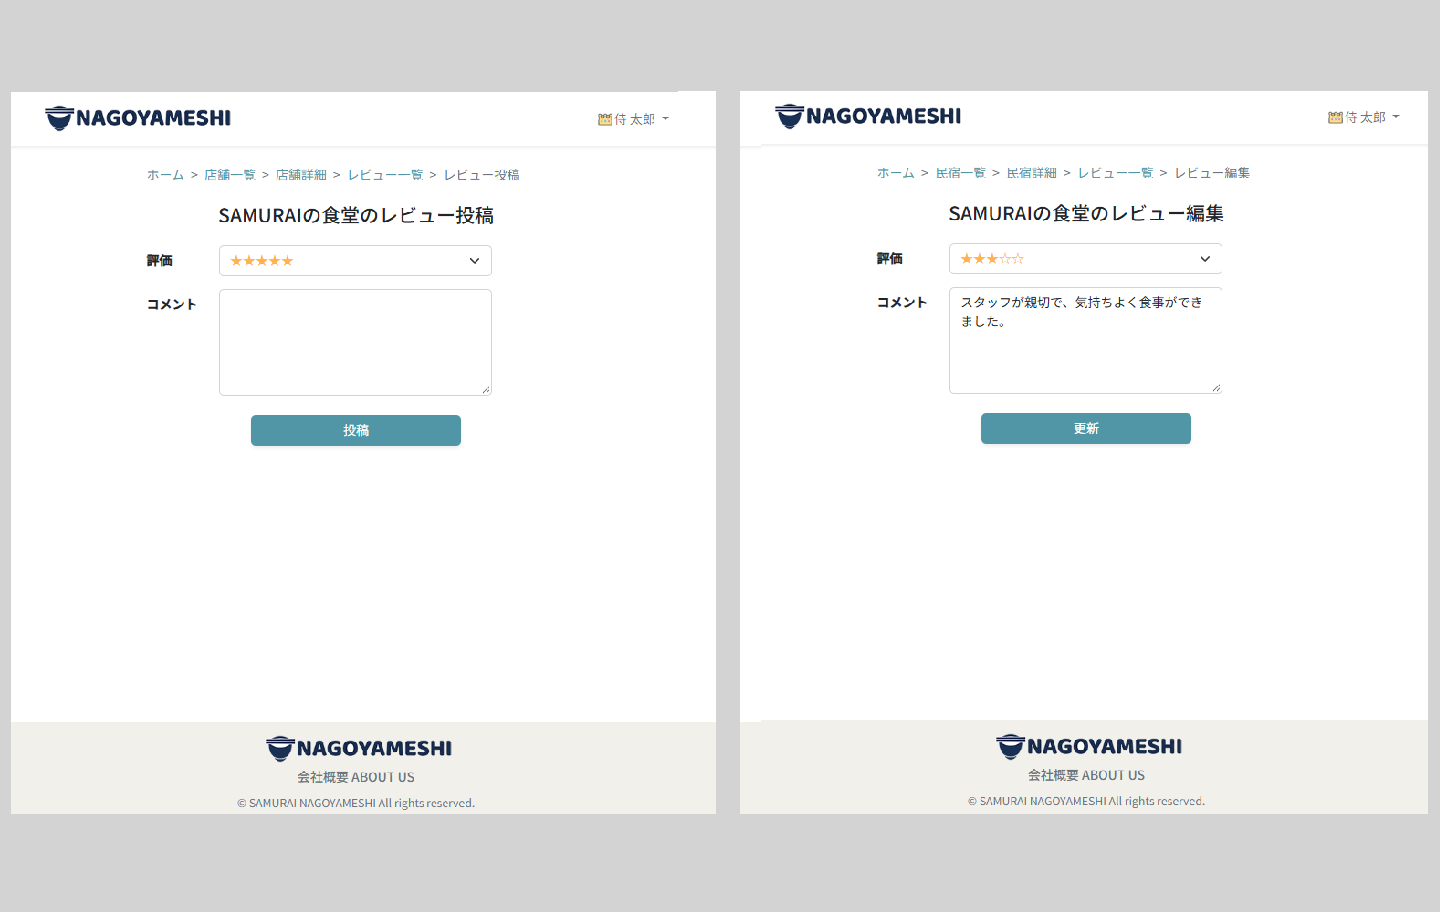 NAGOYAMESHI
侍 太郎
ホーム > 店舗一覧 > 店舗詳細 > レビュー一覧 > レビュー投稿
SAMURAIの食堂のレビュー投稿
評価
★★★★★
コメント
投稿
NAGOYAMESHI
会社概要 ABOUT US
© SAMURAI NAGOYAMESHI All rights reserved.
NAGOYAMESHI
侍 太郎
ホーム > 民宿一覧 > 民宿詳細 > レビュー一覧 > レビュー編集
SAMURAIの食堂のレビュー編集
評価
★★★☆☆
コメント
スタッフが親切で、気持ちよく食事ができ
ました。
更新
NAGOYAMESHI
会社概要 ABOUT US
© SAMURAI NAGOYAMESHI All rights reserved.